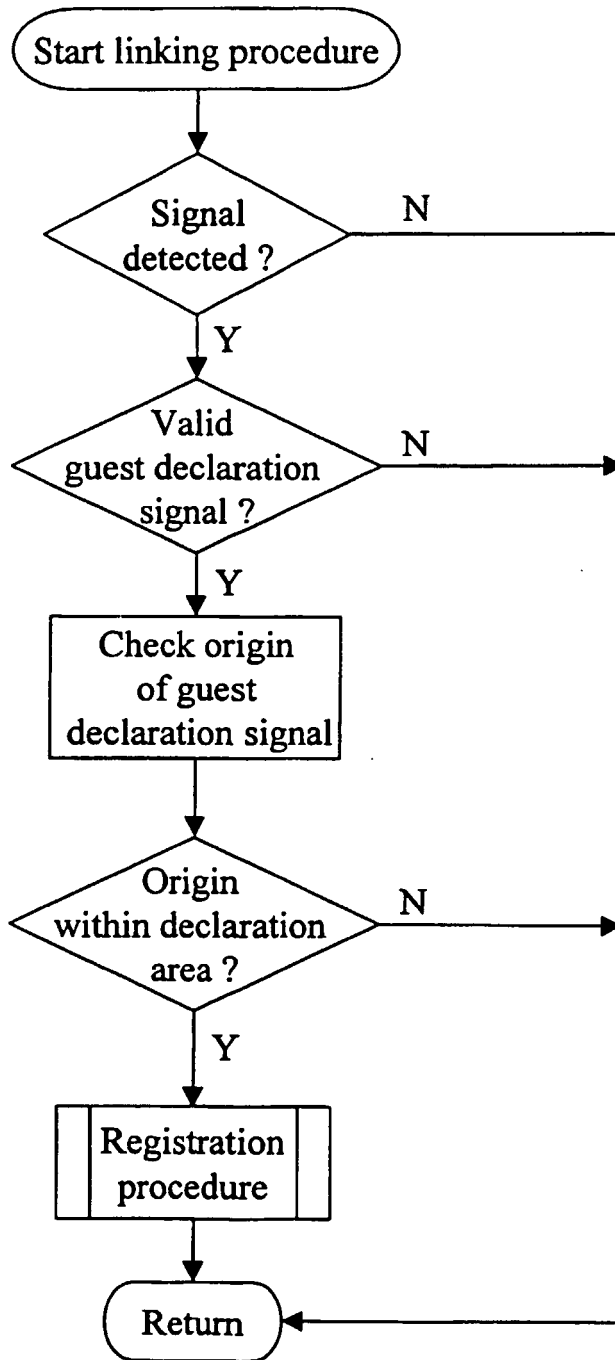 Start linking procedure
Signal
N
detected ?
Y
Valid
guest declaration
N
signal ?
Y
Check origin
of guest
declaration signal
Origin
N
within declaration
area ?
Y
Registration
procedure
Return